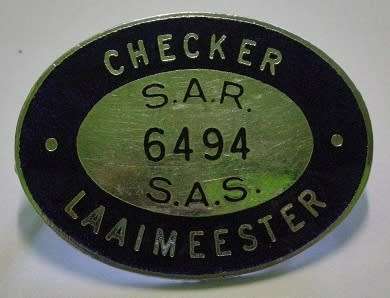 CHECKER
S.A.R.
6494
S.A.S.
LAAIMEESTER